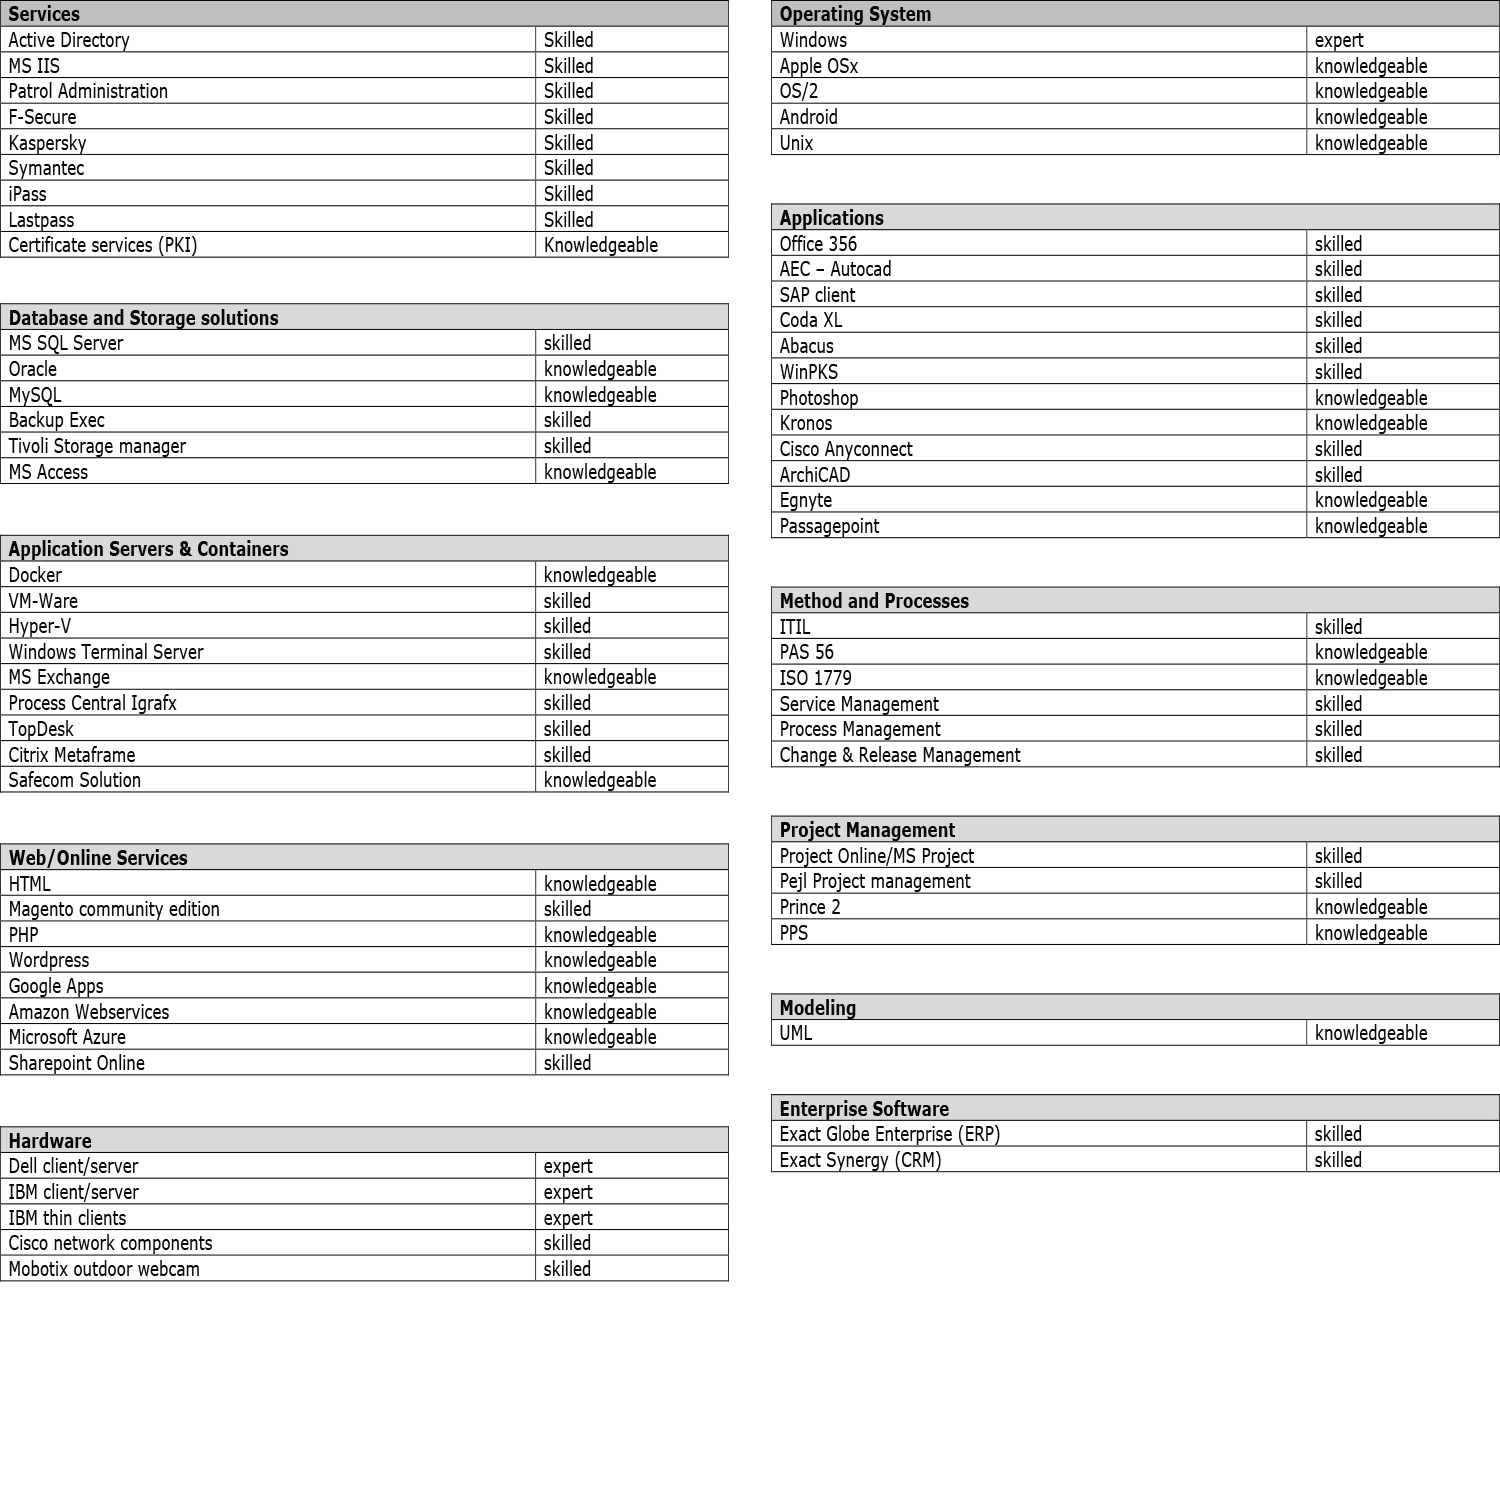 Services
Active Directory Skilled
MS IIS Skilled
Patrol Administration Skilled
F-Secure Skilled
Kaspersky Skilled
Symantec Skilled
iPass Skilled
Lastpass Skilled
Certificate services (PKI) Knowledgeable
Database and Storage solutions
MS SQL Server skilled
Oracle knowledgeable
MySQL knowledgeable
Backup Exec skilled
Tivoli Storage manager skilled
MS Access knowledgeable
Application Servers & Containers
Docker knowledgeable
VM-Ware skilled
Hyper-V skilled
Windows Terminal Server skilled
MS Exchange knowledgeable
Process Central Igrafx skilled
TopDesk skilled
Citrix Metaframe skilled
Safecom Solution knowledgeable
Web/Online Services
HTML knowledgeable
Magento community edition skilled
PHP knowledgeable
Wordpress knowledgeable
Google Apps knowledgeable
Amazon Webservices knowledgeable
Microsoft Azure knowledgeable
Sharepoint Online skilled
Hardware
Dell client/server expert
IBM client/server expert
IBM thin clients expert
Cisco network components skilled
Mobotix outdoor webcam skilled
Operating System
Windows expert
Apple OSx knowledgeable
OS/2 knowledgeable
Android knowledgeable
Unix knowledgeable
Applications
Office 356 skilled
AEC – Autocad skilled
SAP client skilled
Coda XL skilled
Abacus skilled
WinPKS skilled
Photoshop knowledgeable
Kronos knowledgeable
Cisco Anyconnect skilled
ArchiCAD skilled
Egnyte knowledgeable
Passagepoint knowledgeable
Method and Processes
ITIL skilled
PAS 56 knowledgeable
ISO 1779 knowledgeable
Service Management skilled
Process Management skilled
Change & Release Management skilled
Project Management
Project Online/MS Project skilled
Pejl Project management skilled
Prince 2 knowledgeable
PPS knowledgeable
Modeling
UML knowledgeable
Enterprise Software
Exact Globe Enterprise (ERP) skilled
Exact Synergy (CRM) skilled